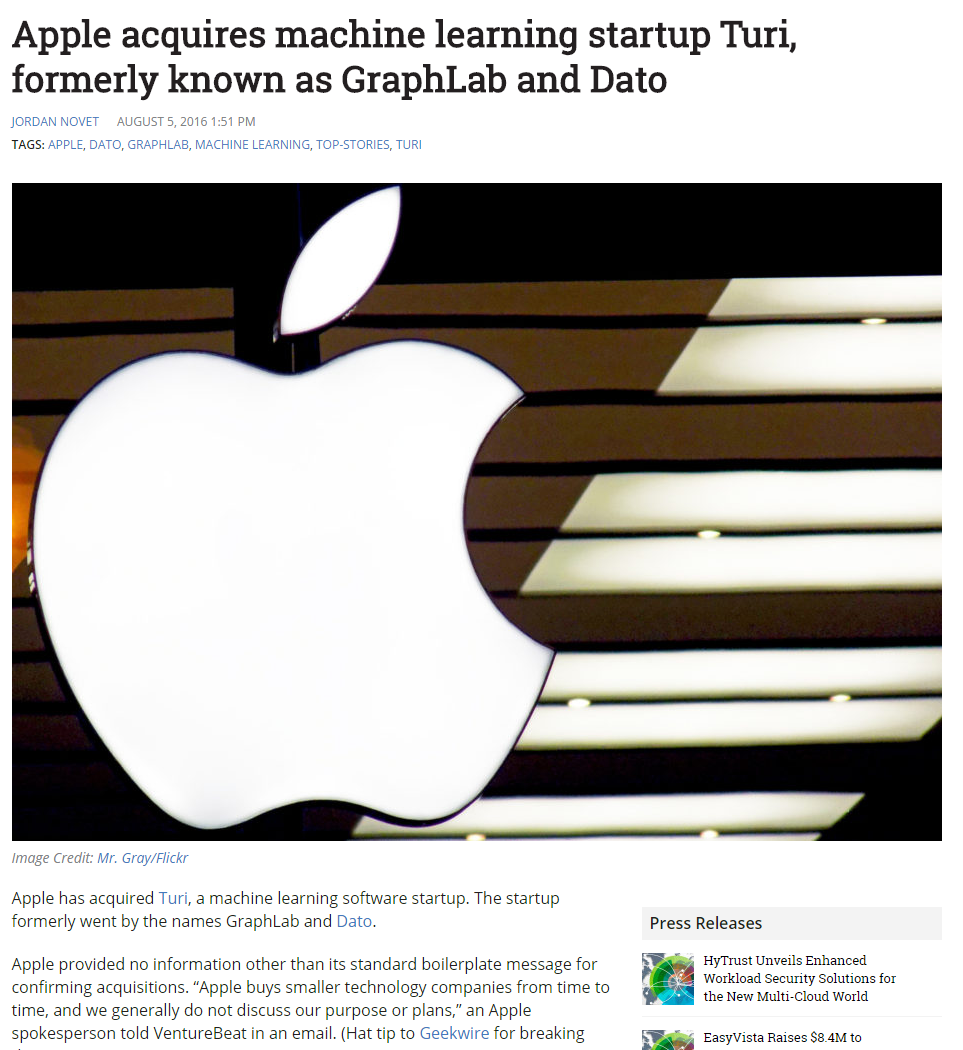 Apple acquires machine learning startup Turi,
formerly known as GraphLab and Dato
JORDAN NOVET AUGUST 5, 2016 1:51 PM
TAGS: APPLE, DATO, GRAPHLAB, MACHINE LEARNING, TOP-STORIES, TURI
Image Credit: Mr. Gray/Flickr
Apple has acquired Turi, a machine learning software startup. The startup
formerly went by the names GraphLab and Dato.
Apple provided no information other than its standard boilerplate message for
confirming acquisitions. “Apple buys smaller technology companies from time to
time, and we generally do not discuss our purpose or plans,” an Apple
spokesperson told VentureBeat in an email. (Hat tip to Geekwire for breaking
Press Releases
HyTrust Unveils Enhanced
Workload Security Solutions for
the New Multi-Cloud World
EasyVista Raises $8.4M to